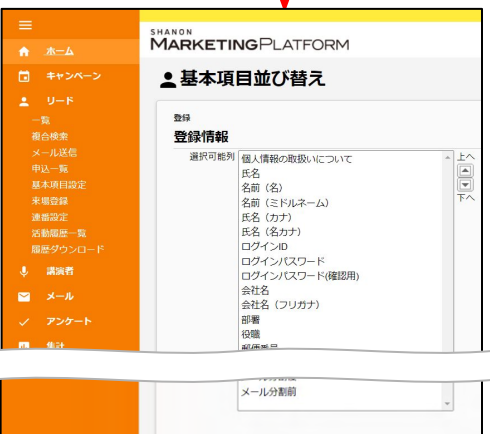 SHANON
MARKETINGPLATFORM
ホーム
キャンペーン
リード
一覧
複合検索
メール送信
申込一覧
基本項目設定
来場登録
連番設定
活動履歴一覧
履歴ダウンロード
講演者
メール
アンケート
集計
基本項目並び替え
登録
登録情報
選択可能列
個人情報の取扱いについて
氏名
名前（名）
名前（ミドルネーム）
氏名（カナ）
氏名（名カナ）
ログインID
ログインパスワード
ログインパスワード(確認用)
会社名
会社名（フリガナ）
部署
役職
郵便番号
メール分割前
上へ
下へ